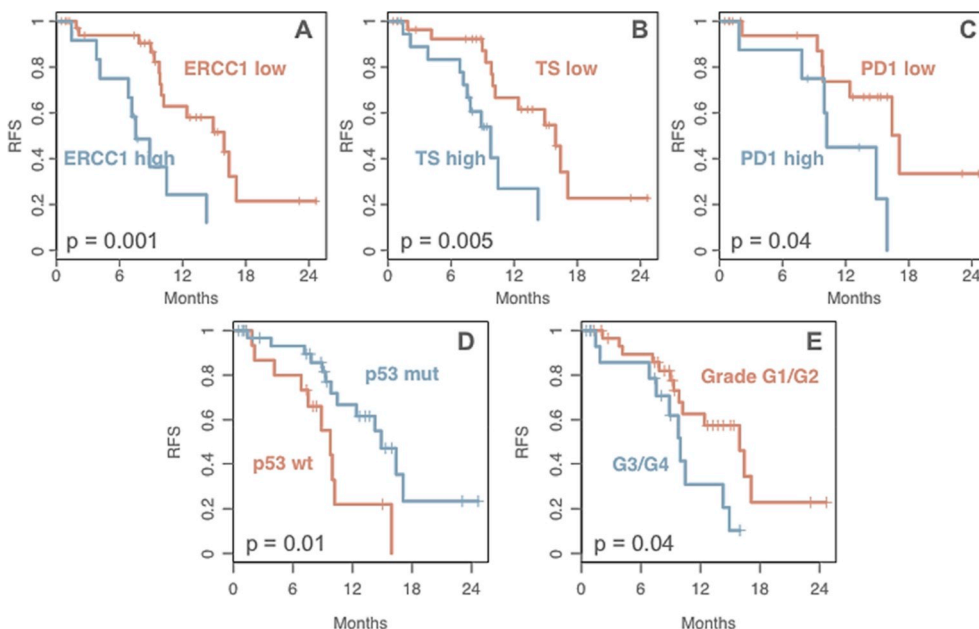 A
ERCC1 low
ERCC1 high
p = 0.001
RFS
0
0.2
0.4
0.6
0.8
1
0
6
12
18
24
Months
B
TS low
TS high
p = 0.005
RFS
0
0.2
0.4
0.6
0.8
1
0
6
12
18
24
Months
C
PD1 low
PD1 high
p = 0.04
RFS
0
0.2
0.4
0.6
0.8
1
0
6
12
18
24
Months
D
p53 mut
p53 wt
p = 0.01
RFS
0
0.2
0.4
0.6
0.8
1
0
6
12
18
24
Months
E
Grade G1/G2
G3/G4
p = 0.04
RFS
0
0.2
0.4
0.6
0.8
1
0
6
12
18
24
Months